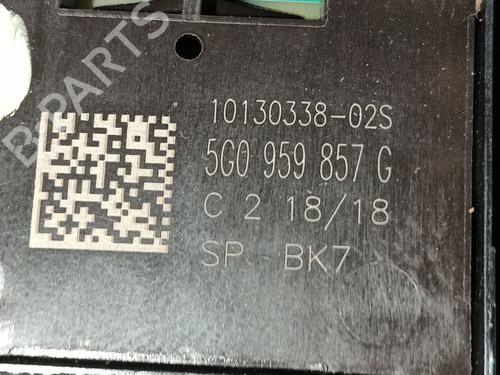 B-PARTS
10130338-02S
5G0 959 857 G
C 2 18/18
SP BK7